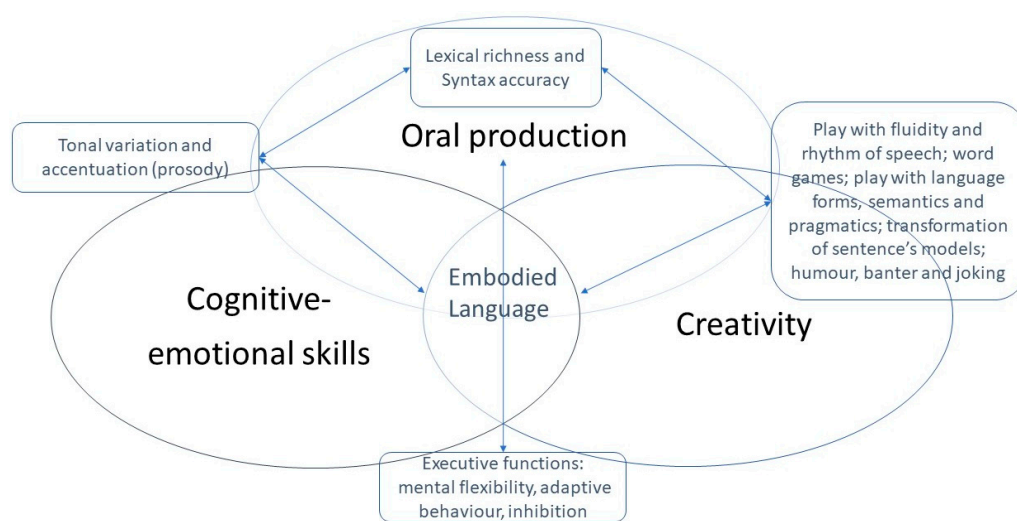 Lexical richness and
Syntax accuracy
Oral production
Tonal variation and
accentuation (prosody)
Play with fluidity and
rhythm of speech; word
games; play with language
forms, semantics and
pragmatics; transformation
of sentence's models;
humour, banter and joking
Cognitive-
emotional skills
Embodied
Language
Creativity
Executive functions:
mental flexibility, adaptive
behaviour, inhibition